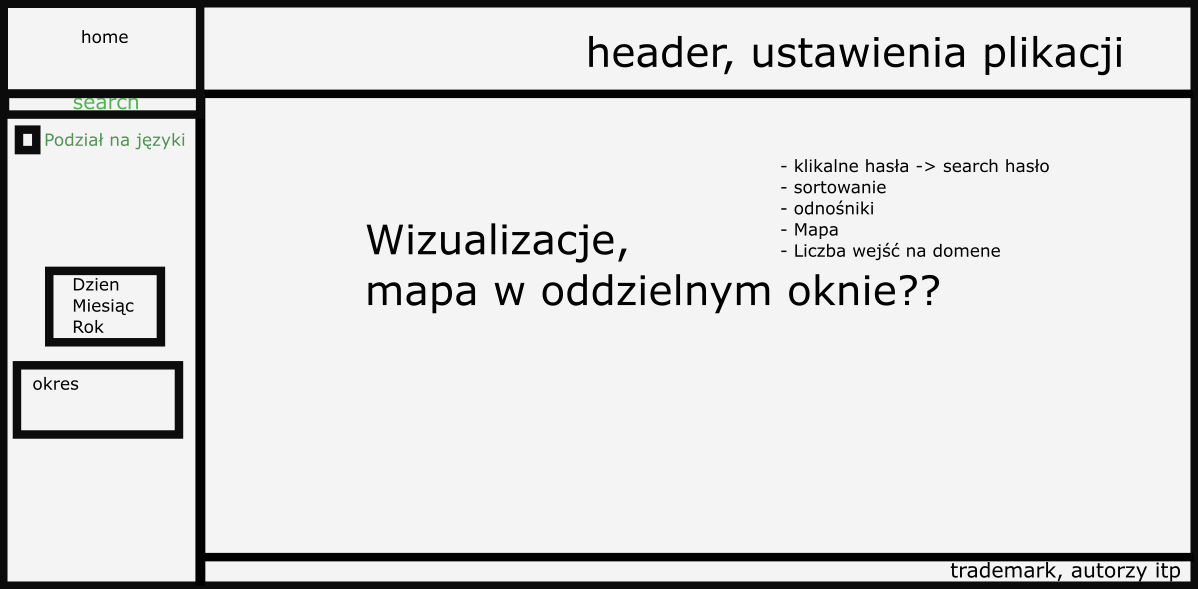 home
header, ustawienia plikacji
search
Podział na języki
- klikalne hasła -> search hasło
- sortowanie
- odnośniki
- Mapa
- Liczba wejść na domene
Wizualizacje,
mapa w oddzielnym oknie??
Dzien
Miesiąc
Rok
okres
trademark, autorzy itp